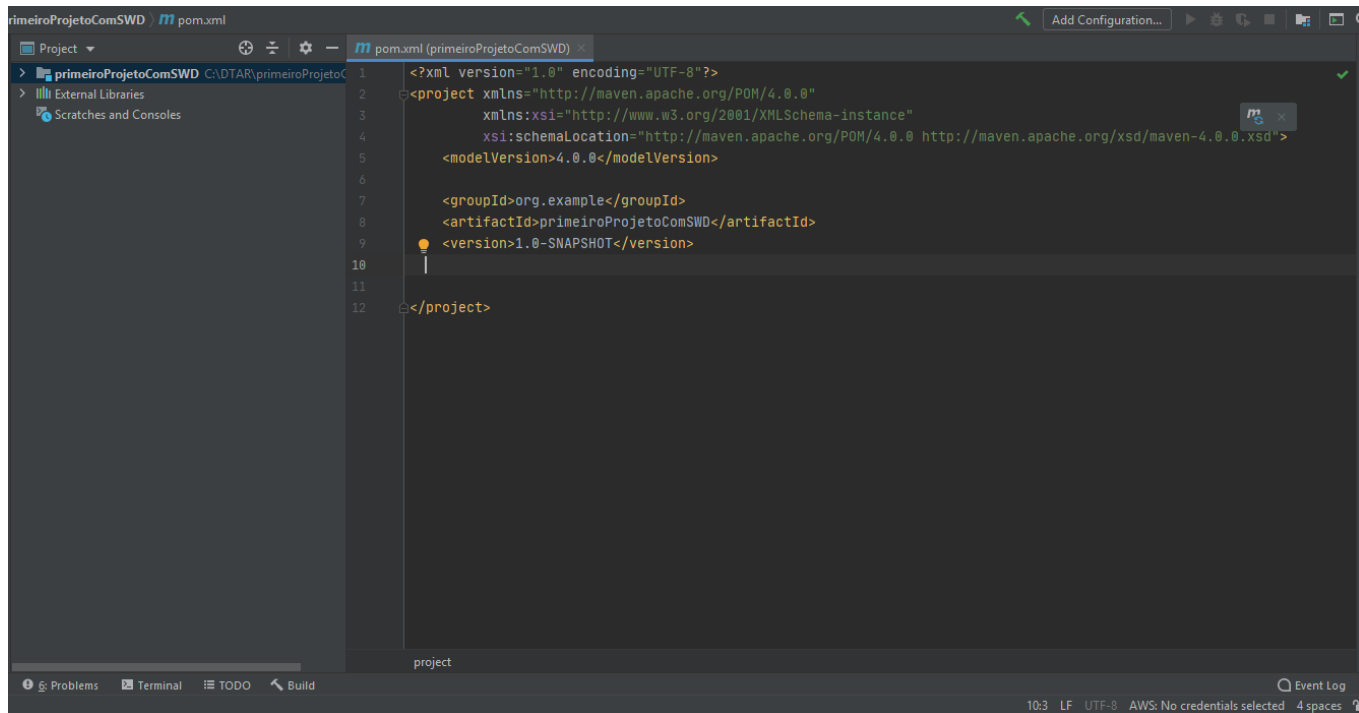 rimeiroProjetoComSWD pom.xml Add Configuration...
Project
pom.xml (primeiroProjetoComSWD)
primeiroProjetoComSWD C:\DTAR\primeiroProjetoC
External Libraries
Scratches and Consoles
1 <?xml version="1.0" encoding="UTF-8"?>
2 <project xmlns="http://maven.apache.org/POM/4.0.0"
3 xmlns:xsi="http://www.w3.org/2001/XMLSchema-instance"
4 xsi:schemaLocation="http://maven.apache.org/POM/4.0.0 http://maven.apache.org/xsd/maven-4.0.0.xsd">
5 <modelVersion>4.0.0</modelVersion>
6
7 <groupId>org.example</groupId>
8 <artifactId>primeiroProjetoComSWD</artifactId>
9 <version>1.0-SNAPSHOT</version>
10
11
12 </project>
project
6: Problems Terminal TODO Build Event Log
10:3 LF UTF-8 AWS: No credentials selected 4 spaces